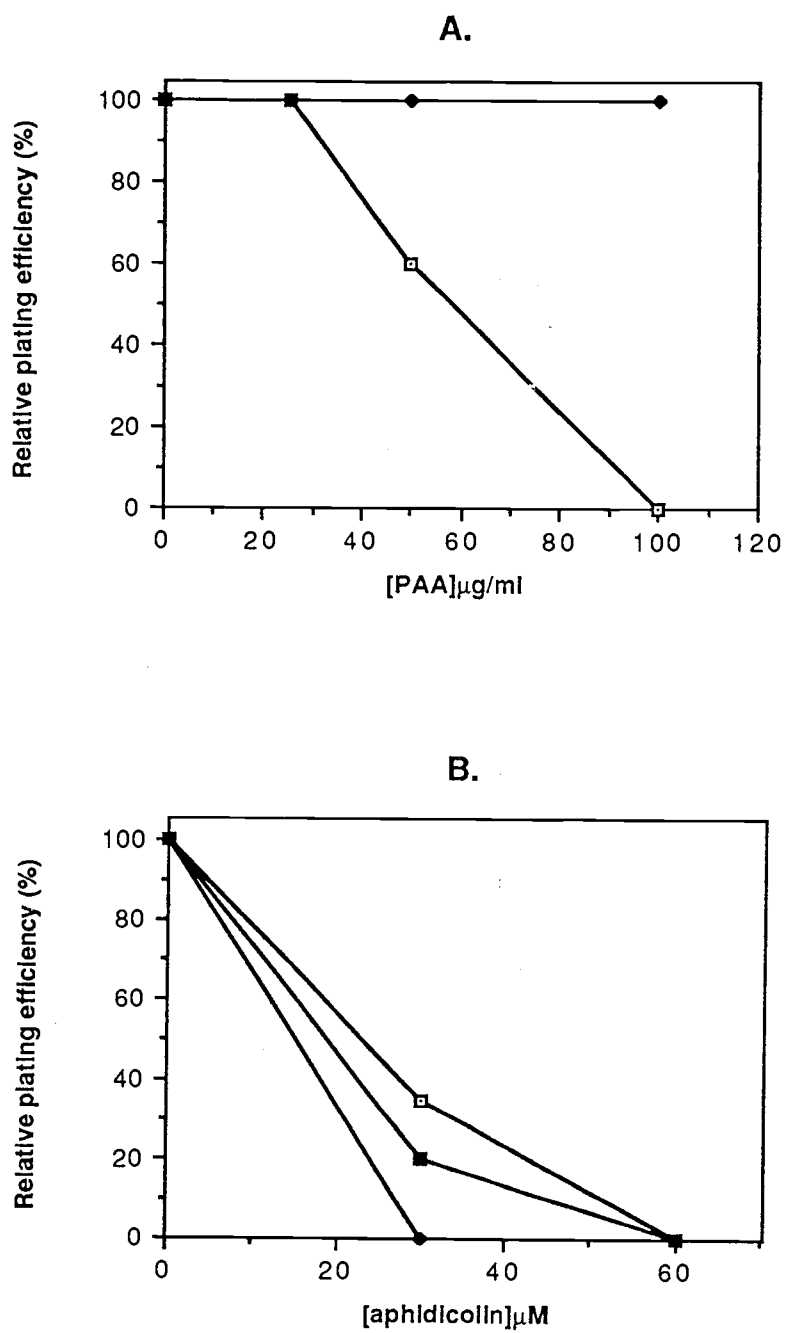 A.
Relative plating efficiency (%)
100
80
60
40
20
0
0 20 40 60 80 100 120
[PAA]µg/ml
B.
Relative plating efficiency (%)
100
80
60
40
20
0
0 20 40 60
[aphidicolin]µM